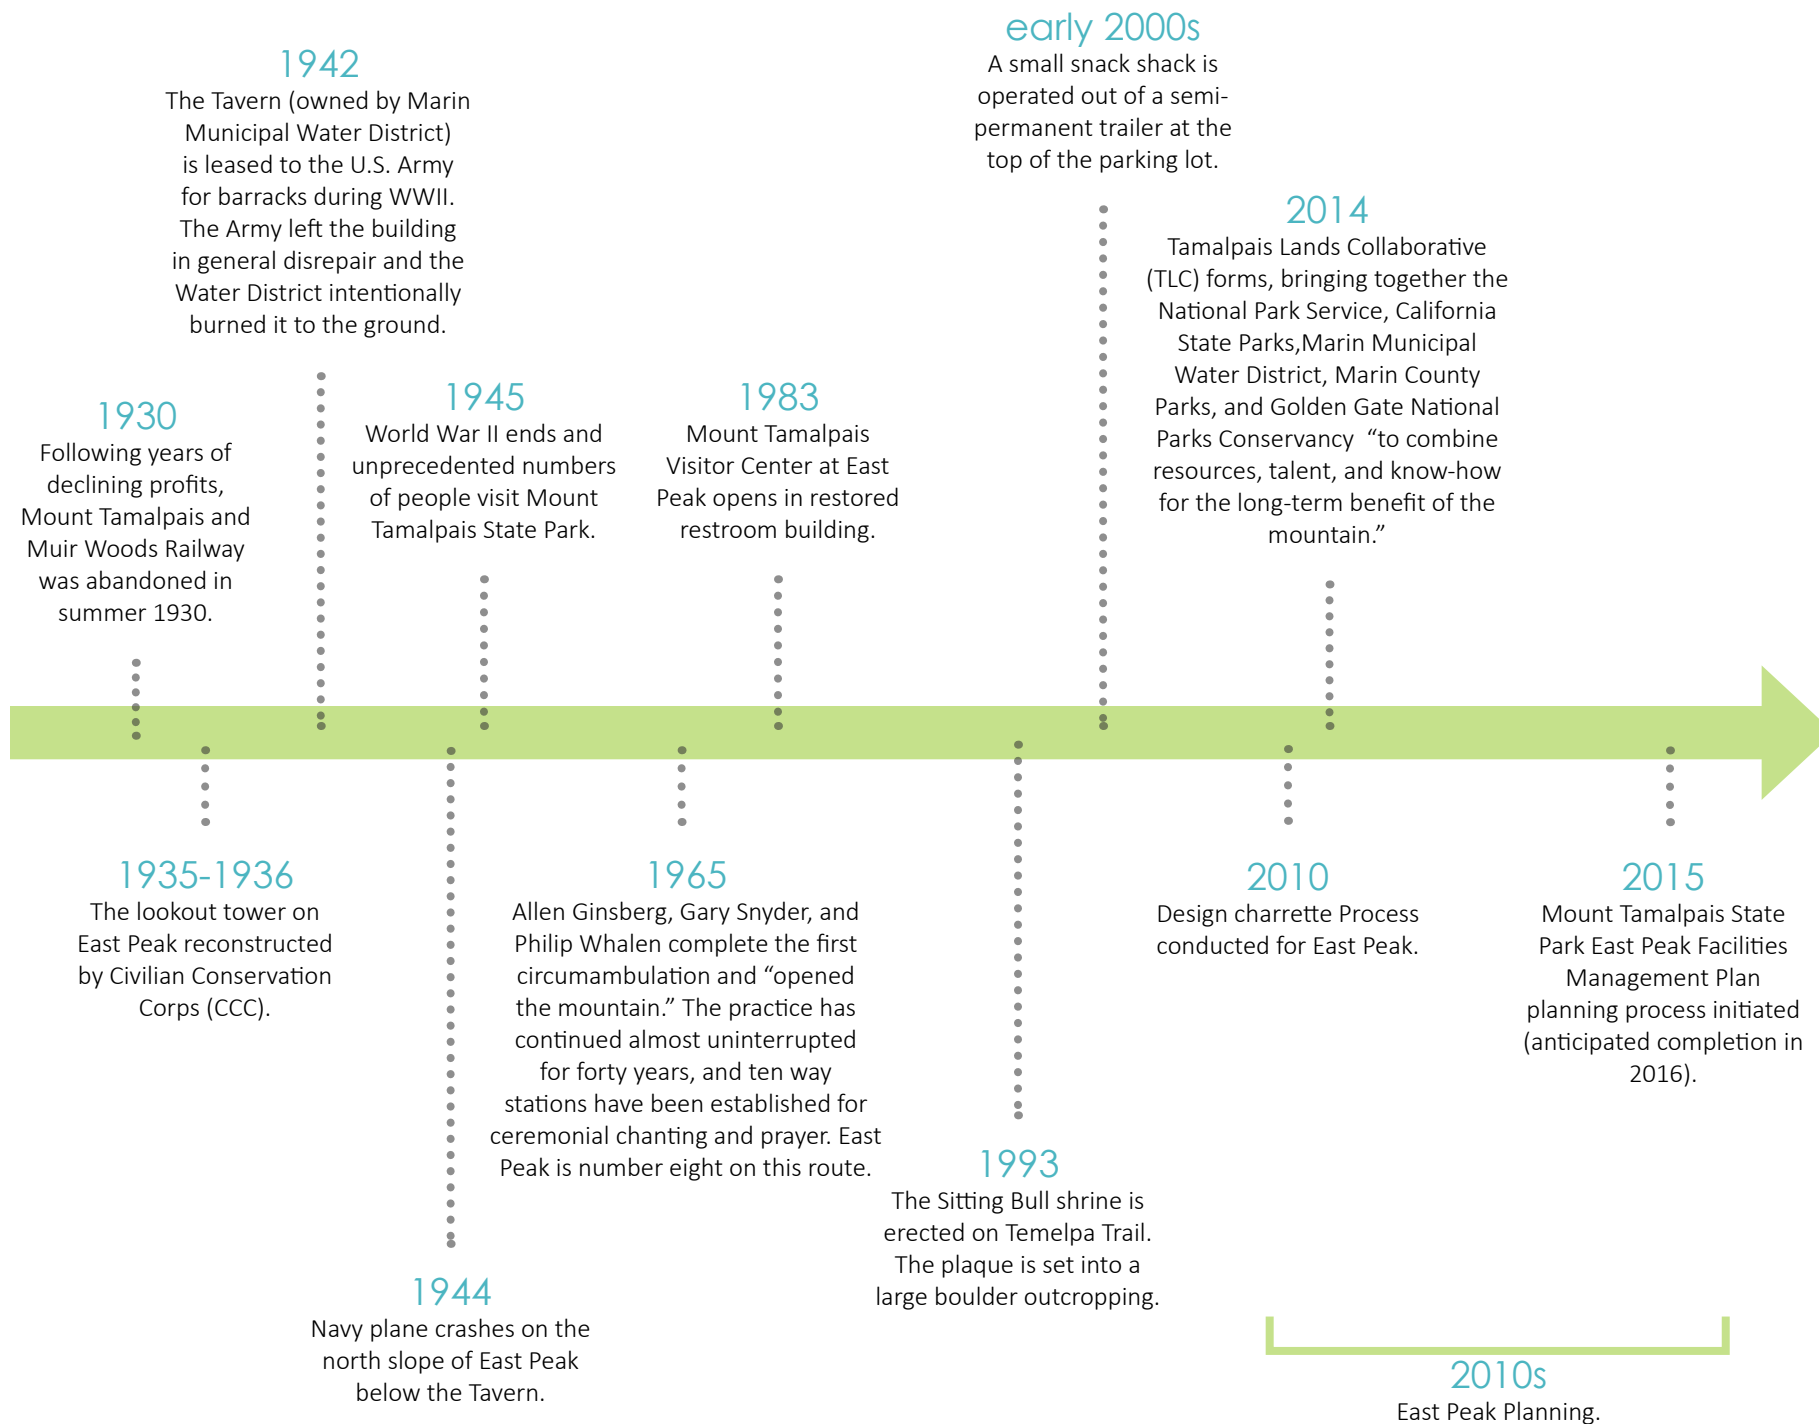 early 2000s
A small snack shack is
operated out of a semi-
permanent trailer at the
top of the parking lot.
1942
The Tavern (owned by Marin
Municipal Water District)
is leased to the U.S. Army
for barracks during WWII.
The Army left the building
in general disrepair and the
Water District intentionally
burned it to the ground.
2014
Tamalpais Lands Collaborative
(TLC) forms, bringing together the
National Park Service, California
State Parks,Marin Municipal
Water District, Marin County
Parks, and Golden Gate National
Parks Conservancy “to combine
resources, talent, and know-how
for the long-term benefit of the
mountain.”
1930
Following years of
declining profits,
Mount Tamalpais and
Muir Woods Railway
was abandoned in
summer 1930.
1945
World War II ends and
unprecedented numbers
of people visit Mount
Tamalpais State Park.
1983
Mount Tamalpais
Visitor Center at East
Peak opens in restored
restroom building.
1935-1936
The lookout tower on
East Peak reconstructed
by Civilian Conservation
Corps (CCC).
1965
Allen Ginsberg, Gary Snyder, and
Philip Whalen complete the first
circumambulation and “opened
the mountain.” The practice has
continued almost uninterrupted
for forty years, and ten way
stations have been established for
ceremonial chanting and prayer. East
Peak is number eight on this route.
2010
Design charrette Process
conducted for East Peak.
2015
Mount Tamalpais State
Park East Peak Facilities
Management Plan
planning process initiated
(anticipated completion in
2016).
1993
The Sitting Bull shrine is
erected on Temelpa Trail.
The plaque is set into a
large boulder outcropping.
1944
Navy plane crashes on the
north slope of East Peak
below the Tavern.
2010s
East Peak Planning.